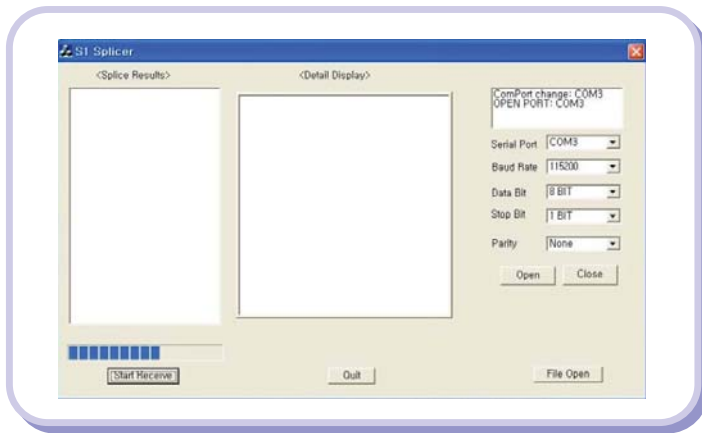 S1 Splicer
<Splice Results>
<Detail Display>
ComPort change: COM3
OPEN PORT: COM3
Serial Port COM3
Baud Rate 115200
Data Bit 8 BIT
Stop Bit 1 BIT
Parity None
Open Close
Start Receive Quit File Open